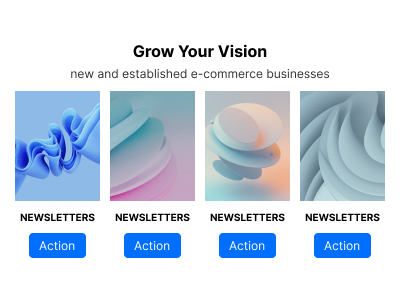 Grow Your Vision
new and established e-commerce businesses
NEWSLETTERS NEWSLETTERS NEWSLETTERS NEWSLETTERS
Action Action Action Action